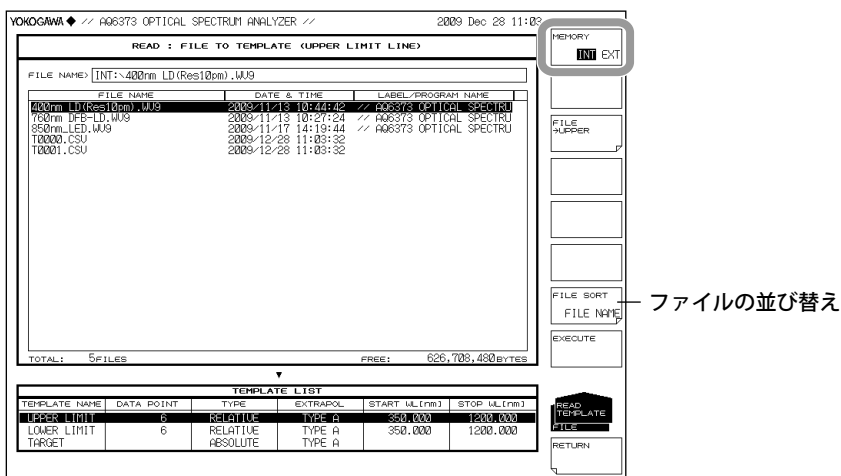 YOKOGAWA ◆ // AQ6373 OPTICAL SPECTRUM ANALYZER // 2009 Dec 28 11:03
READ : FILE TO TEMPLATE (UPPER LIMIT LINE)
FILE NAME> INT:\400nm LD(Res10pm).WV9
FILE NAME DATE & TIME LABEL/PROGRAM NAME
400nm LD(Res10pm).WV9 2009/11/13 10:44:42 // AQ6373 OPTICAL SPECTRU
760nm DFB-LD.WV9 2009/11/13 10:27:24 // AQ6373 OPTICAL SPECTRU
850nm_LED.WV9 2009/11/17 14:19:44 // AQ6373 OPTICAL SPECTRU
T0000.CSV 2009/12/28 11:03:32
T0001.CSV 2009/12/28 11:03:32
TOTAL: 5FILES FREE: 626,708,480BYTES
▼
TEMPLATE LIST
TEMPLATE NAME DATA POINT TYPE EXTRAPOL START WL[nm] STOP WL[nm]
UPPER LIMIT 6 RELATIVE TYPE A 350.000 1200.000
LOWER LIMIT 6 RELATIVE TYPE A 350.000 1200.000
TARGET ABSOLUTE TYPE A
MEMORY
INT EXT
FILE
→UPPER
FILE SORT
FILE NAME
ファイルの並び替え
EXECUTE
READ
TEMPLATE
FILE
RETURN